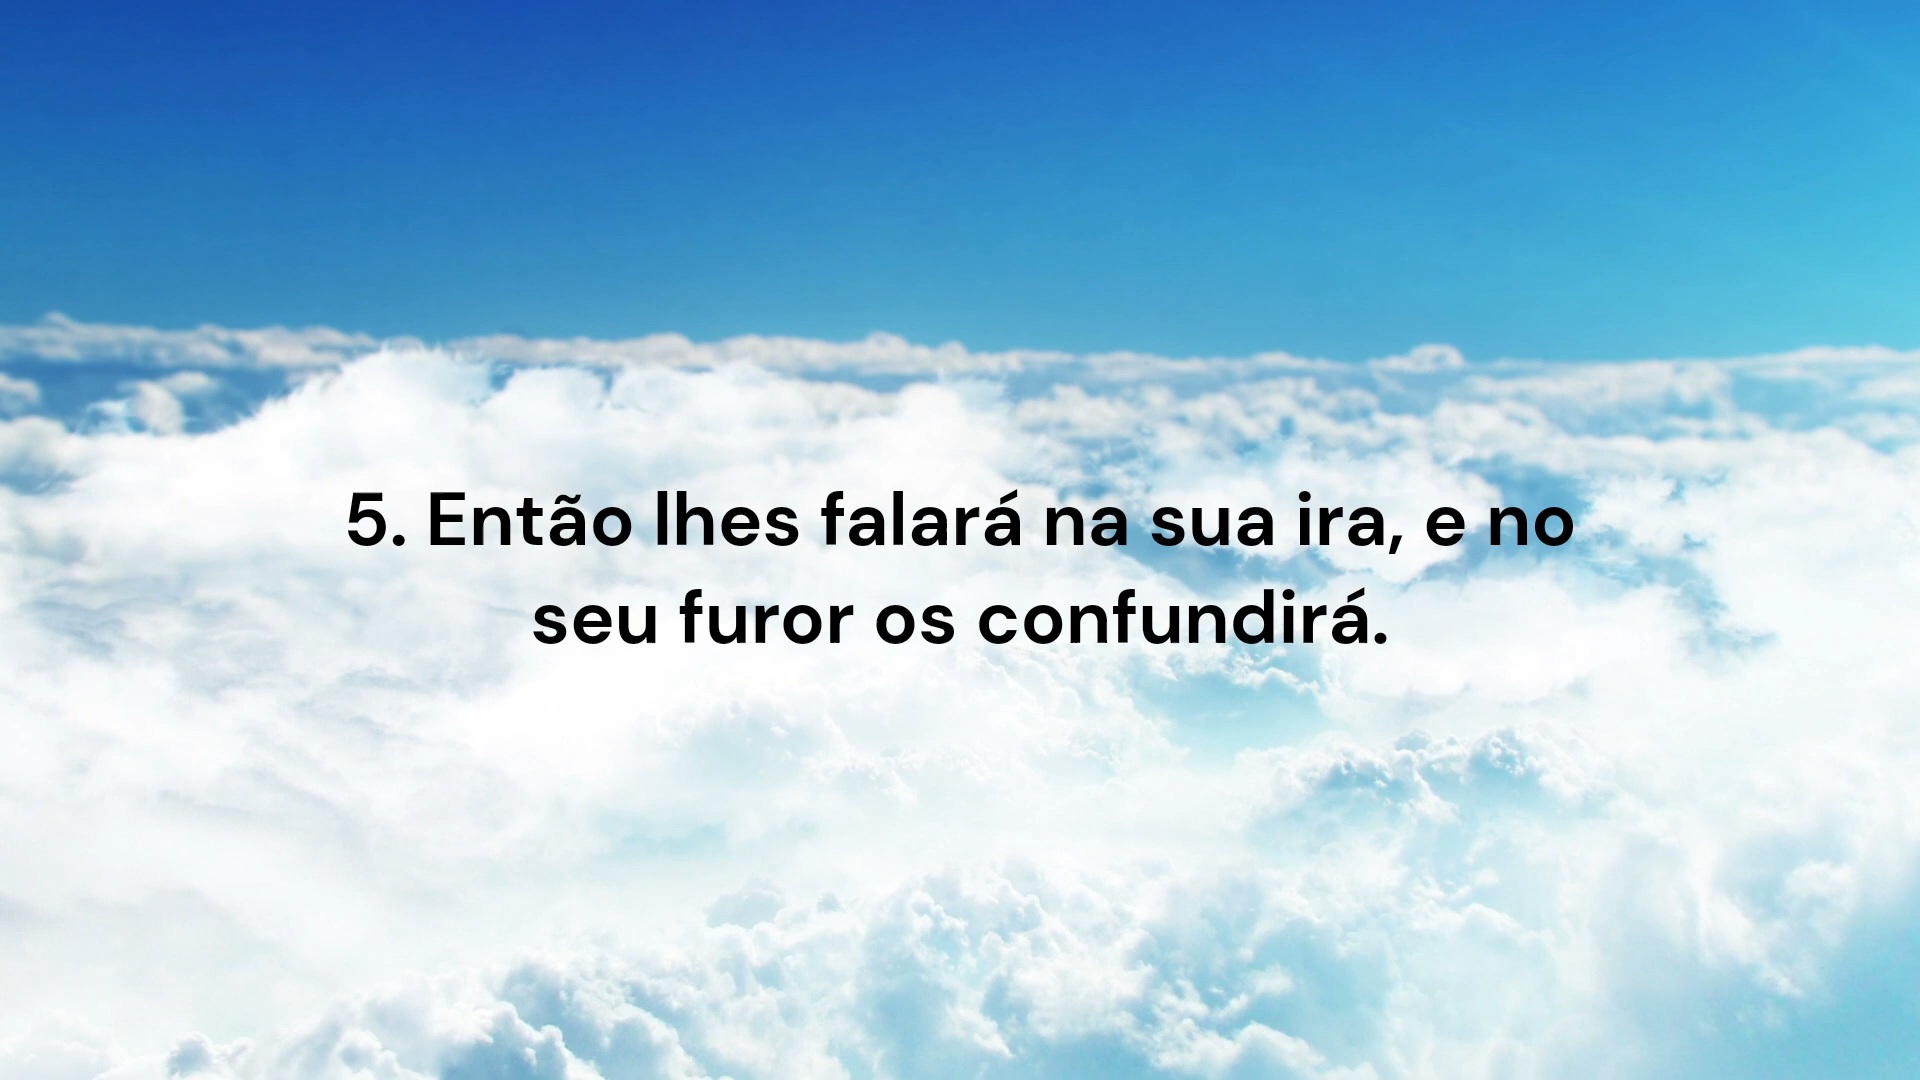 5. Então lhes falará na sua ira, e no
seu furor os confundirá.